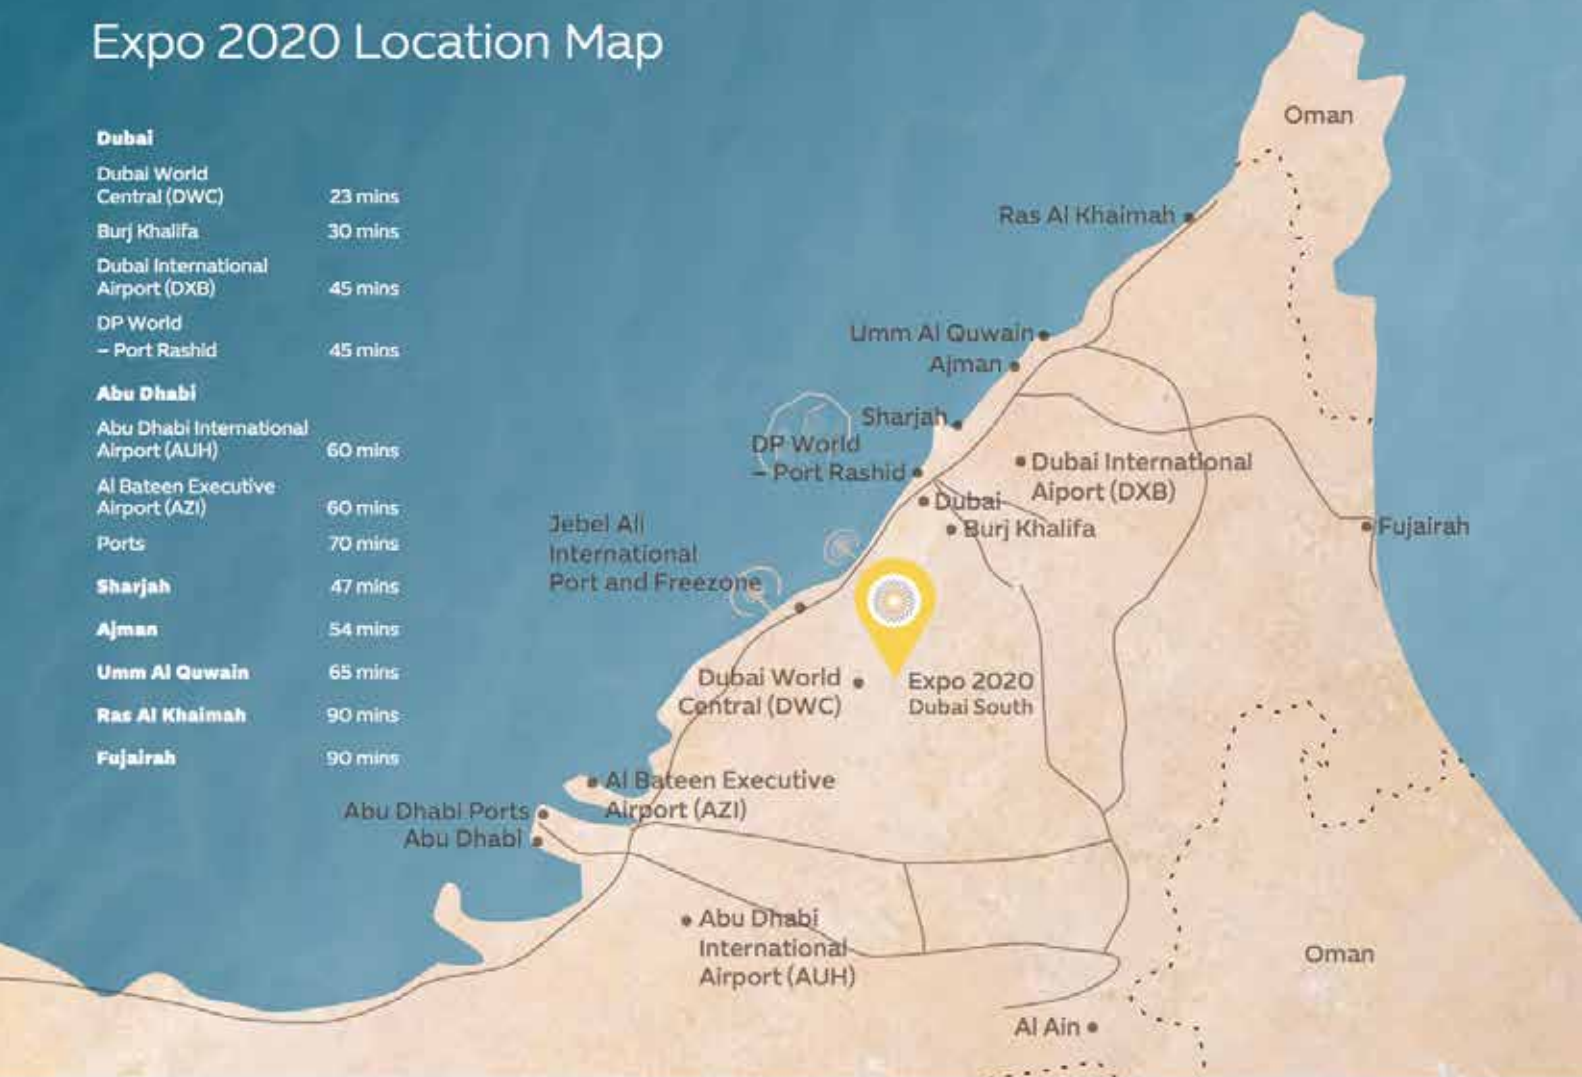 Expo 2020 Location Map
Dubai
Dubai World
Central (DWC) 23 mins
Burj Khalifa 30 mins
Dubai International
Airport (DXB) 45 mins
DP World
– Port Rashid 45 mins
Abu Dhabi
Abu Dhabi International
Airport (AUH) 60 mins
Al Bateen Executive
Airport (AZI) 60 mins
Ports 70 mins
Sharjah 47 mins
Ajman 54 mins
Umm Al Quwain 65 mins
Ras Al Khaimah 90 mins
Fujairah 90 mins
Oman
Ras Al Khaimah
Umm Al Quwain
Ajman
Sharjah
DP World
– Port Rashid
Dubai International
Aiport (DXB)
Dubai
Burj Khalifa
Fujairah
Jebel Ali
International
Port and Freezone
Dubai World
Central (DWC)
Expo 2020
Dubai South
Al Bateen Executive
Airport (AZI)
Abu Dhabi Ports
Abu Dhabi
Abu Dhabi
International
Airport (AUH)
Oman
Al Ain